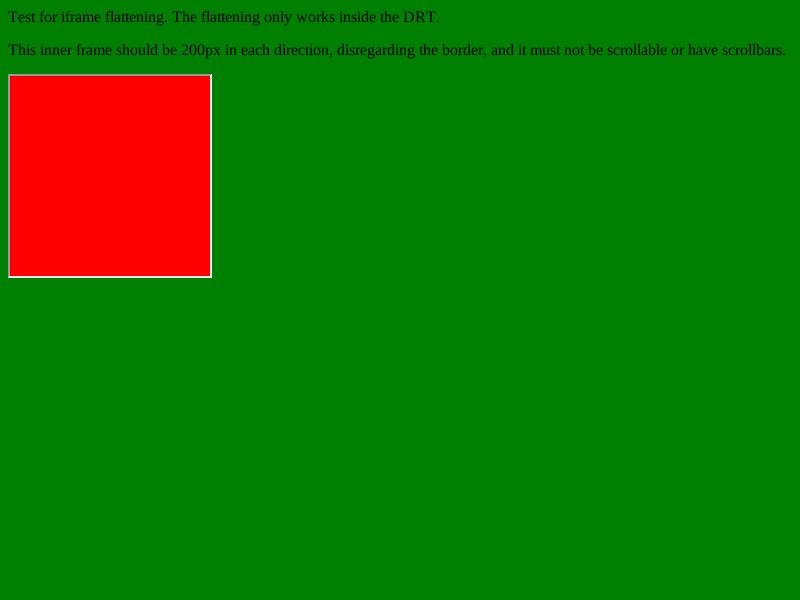 Test for iframe flattening. The flattening only works inside the DRT.
This inner frame should be 200px in each direction, disregarding the border, and it must not be scrollable or have scrollbars.